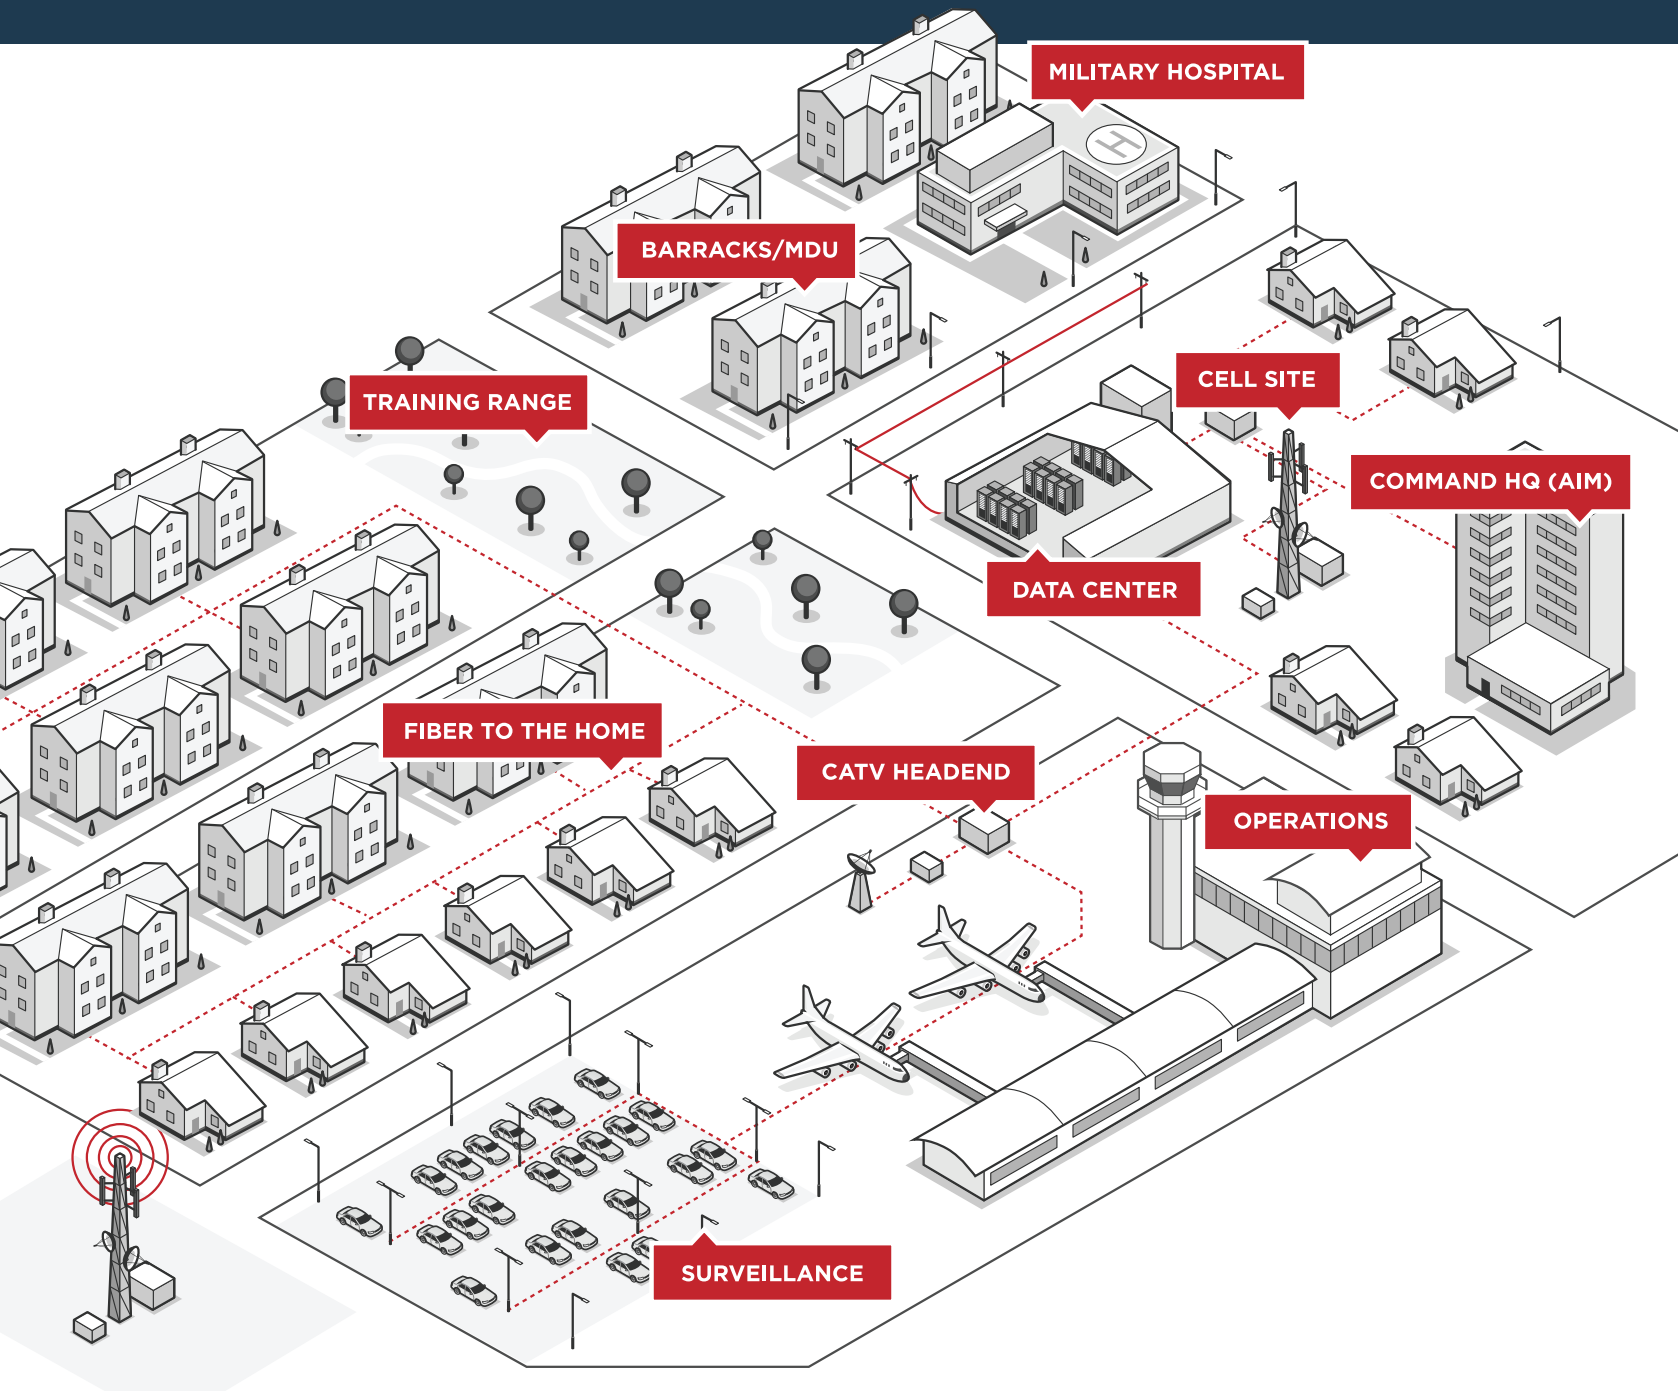 MILITARY HOSPITAL
BARRACKS/MDU
CELL SITE
TRAINING RANGE
COMMAND HQ (AIM)
DATA CENTER
FIBER TO THE HOME
CATV HEADEND
OPERATIONS
SURVEILLANCE
H